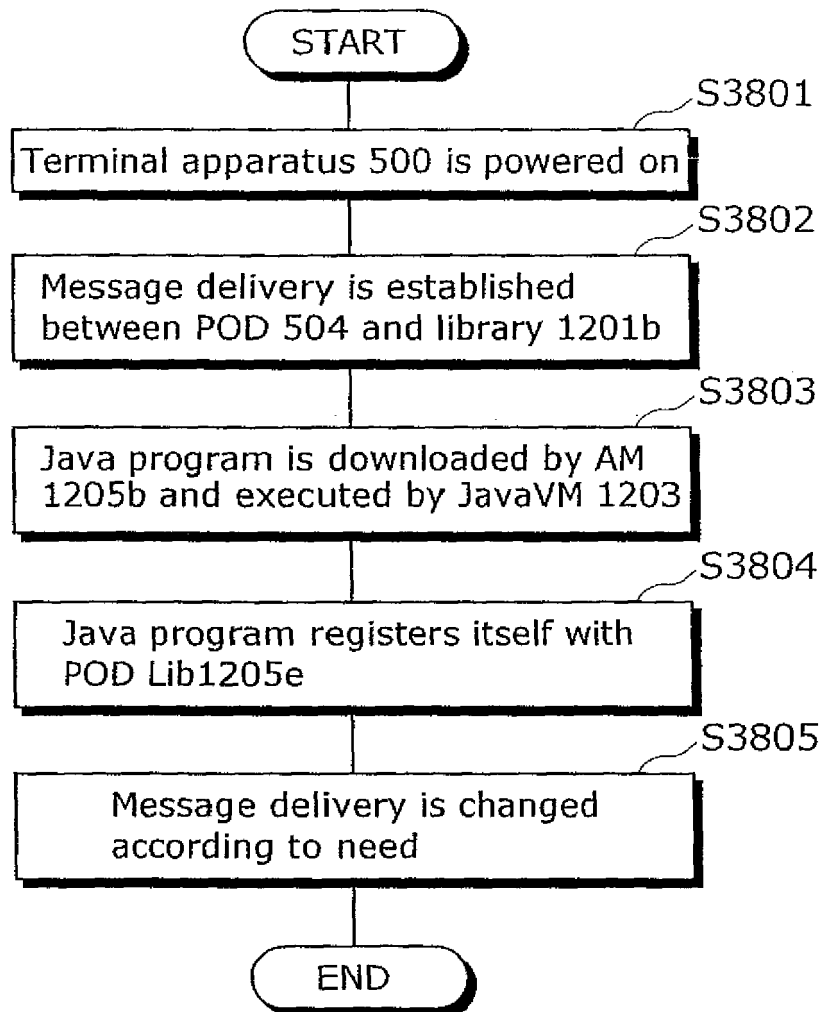 START
S3801
Terminal apparatus 500 is powered on
S3802
Message delivery is established
between POD 504 and library 1201b
S3803
Java program is downloaded by AM
1205b and executed by JavaVM 1203
S3804
Java program registers itself with
POD Lib1205e
S3805
Message delivery is changed
according to need
END